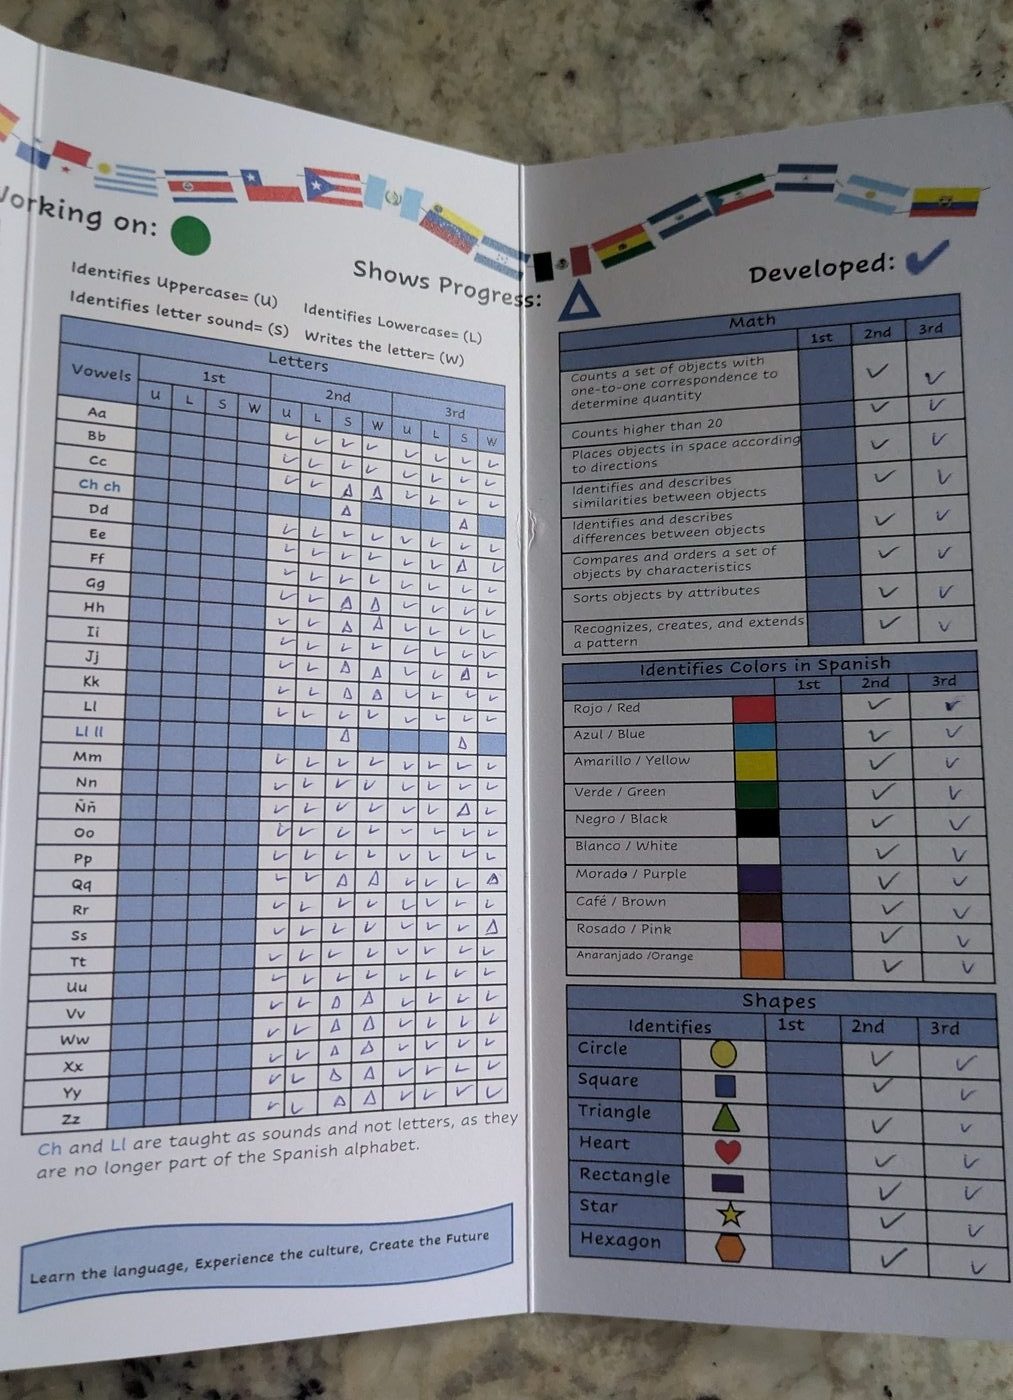 Working on:
Shows Progress:
Developed:
Identifies Uppercase= (U)
Identifies Lowercase= (L)
Identifies letter sound= (S)
Writes the letter= (W)
Letters
Vowels
1st
2nd
3rd
U L S W U L S W U L S W
Aa
Bb
Cc
Ch ch
Dd
Ee
Ff
Gg
Hh
Ii
Jj
Kk
Ll
Ll ll
Mm
Nn
Ññ
Oo
Pp
Qq
Rr
Ss
Tt
Uu
Vv
Ww
Xx
Yy
Zz
Ch and Ll are taught as sounds and not letters, as they
are no longer part of the Spanish alphabet.
Learn the language, Experience the culture, Create the Future
Math
1st 2nd 3rd
Counts a set of objects with
one-to-one correspondence to
determine quantity
Counts higher than 20
Places objects in space according
to directions
Identifies and describes
similarities between objects
Identifies and describes
differences between objects
Compares and orders a set of
objects by characteristics
Sorts objects by attributes
Recognizes, creates, and extends
a pattern
Identifies Colors in Spanish
1st 2nd 3rd
Rojo / Red
Azul / Blue
Amarillo / Yellow
Verde / Green
Negro / Black
Blanco / White
Morado / Purple
Café / Brown
Rosado / Pink
Anaranjado /Orange
Shapes
Identifies 1st 2nd 3rd
Circle
Square
Triangle
Heart
Rectangle
Star
Hexagon